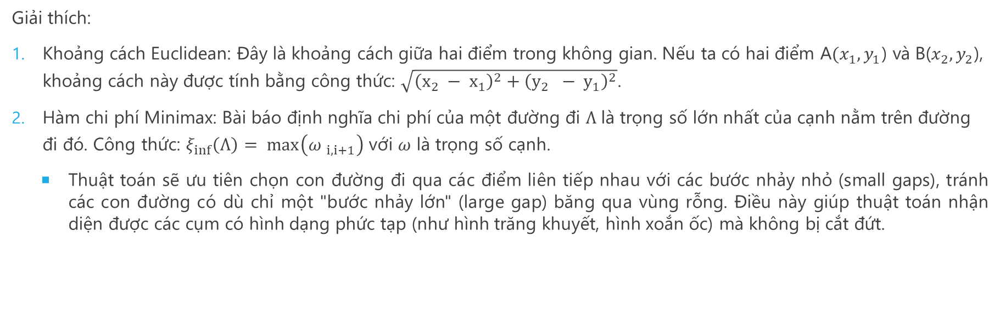 Giải thích:
1. Khoảng cách Euclidean: Đây là khoảng cách giữa hai điểm trong không gian. Nếu ta có hai điểm A(𝑥₁, 𝑦₁) và B(𝑥₂, 𝑦₂),
khoảng cách này được tính bằng công thức: √((x₂ − x₁)² + (y₂ − y₁)²).
2. Hàm chi phí Minimax: Bài báo định nghĩa chi phí của một đường đi Λ là trọng số lớn nhất của cạnh nằm trên đường
đi đó. Công thức: 𝜉_inf(Λ) = max(𝜔 _i,i+1) với 𝜔 là trọng số cạnh.
▪ Thuật toán sẽ ưu tiên chọn con đường đi qua các điểm liên tiếp nhau với các bước nhảy nhỏ (small gaps), tránh
các con đường có dù chỉ một "bước nhảy lớn" (large gap) băng qua vùng rỗng. Điều này giúp thuật toán nhận
diện được các cụm có hình dạng phức tạp (như hình trăng khuyết, hình xoắn ốc) mà không bị cắt đứt.